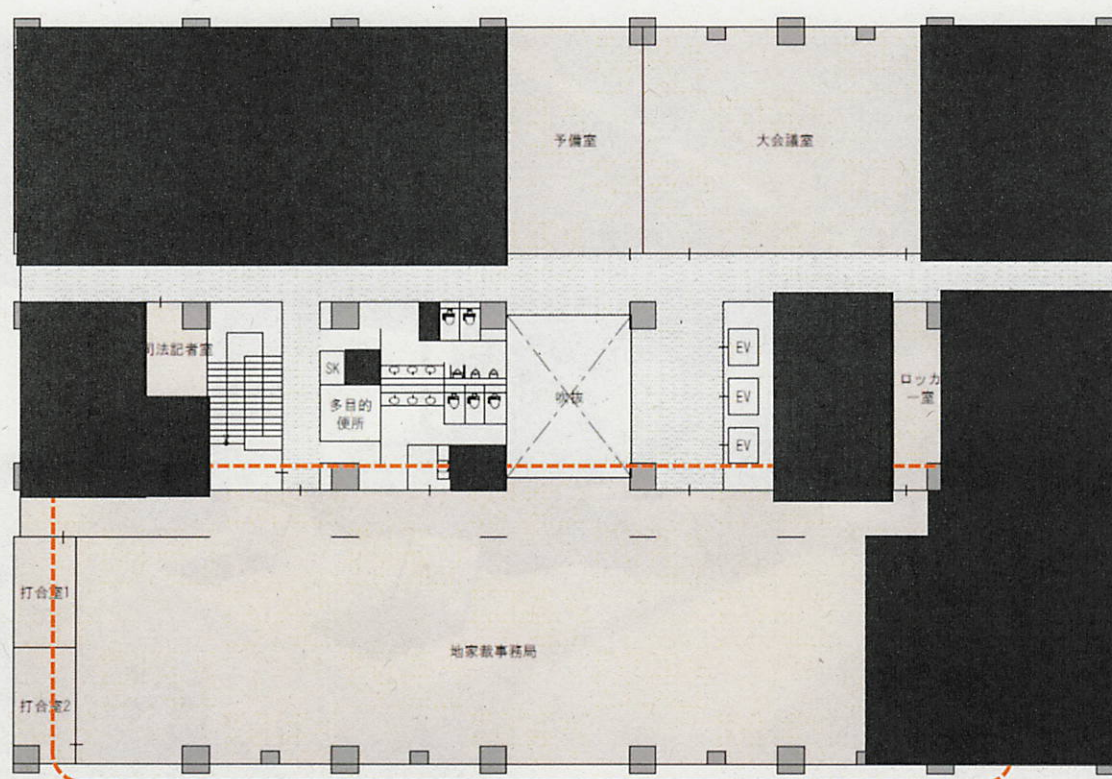 予備室
大会議室
司法記者室
SK
多目的
便所
吹抜
EV
EV
EV
ロッカ
ー室
打合室1
地家裁事務局
打合室2